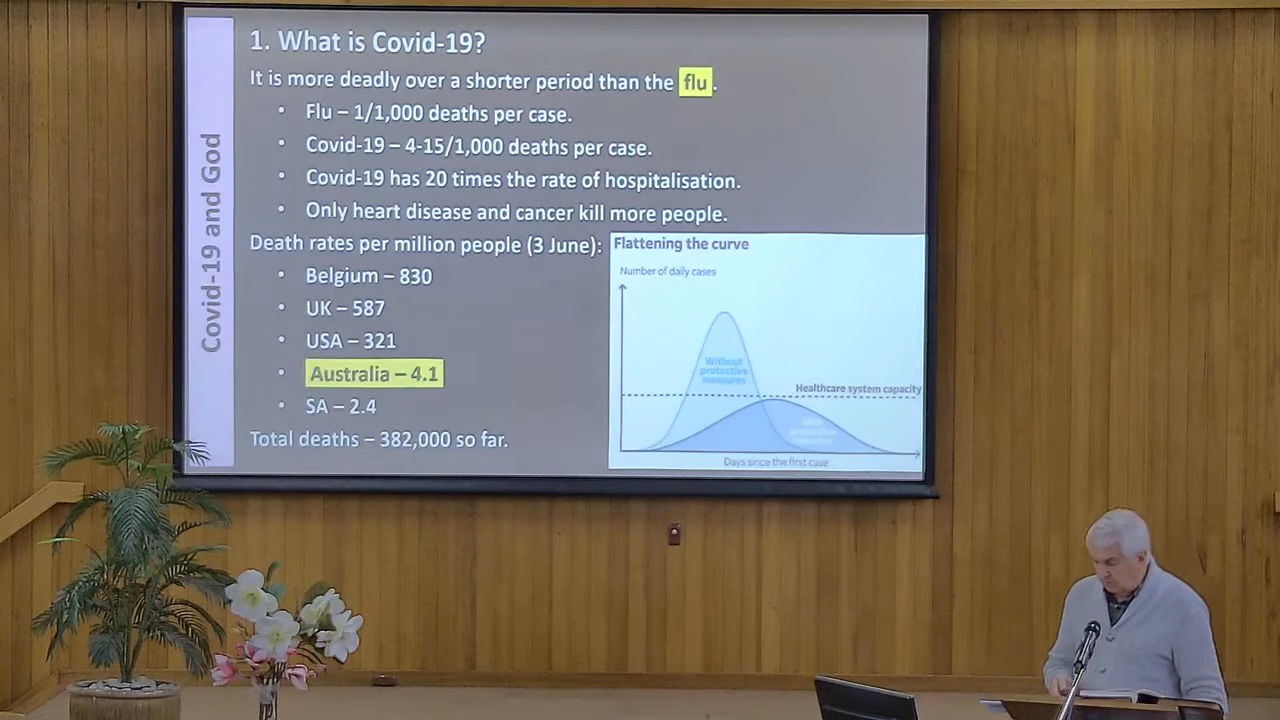 Covid-19 and God
1. What is Covid-19?
It is more deadly over a shorter period than the flu.
• Flu – 1/1,000 deaths per case.
• Covid-19 – 4-15/1,000 deaths per case.
• Covid-19 has 20 times the rate of hospitalisation.
• Only heart disease and cancer kill more people.
Death rates per million people (3 June):
• Belgium – 830
• UK – 587
• USA – 321
• Australia – 4.1
• SA – 2.4
Total deaths – 382,000 so far.
Flattening the curve
Number of daily cases
Without
protective
measures
Healthcare system capacity
Days since the first case